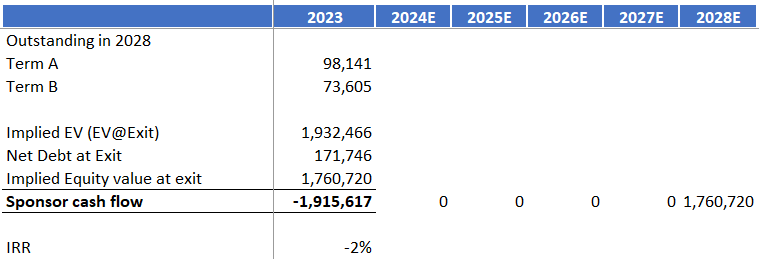 2023 2024E 2025E 2026E 2027E 2028E
Outstanding in 2028
Term A 98,141
Term B 73,605
Implied EV (EV@Exit) 1,932,466
Net Debt at Exit 171,746
Implied Equity value at exit 1,760,720
Sponsor cash flow -1,915,617 0 0 0 0 1,760,720
IRR -2%